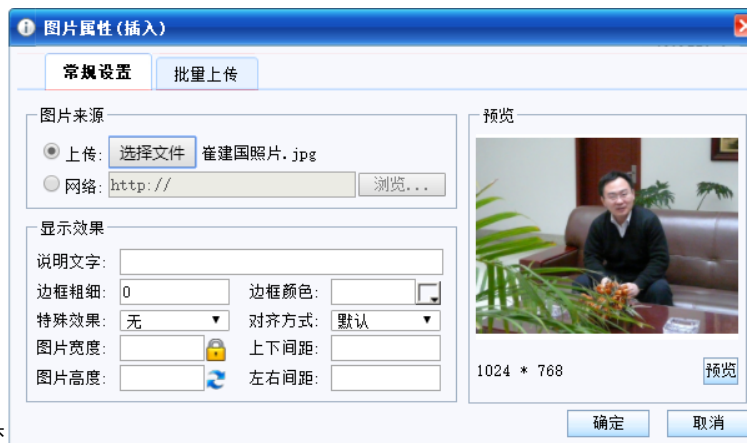 图片属性(插入)
常规设置 批里上传
图片来源
上传: 选择文件 崔建国照片.jpg
网络: http:// 浏览...
显示效果
说明文字:
边框粗细: 0 边框颜色:
特殊效果: 无 对齐方式: 默认
图片宽度: 上下间距:
图片高度: 左右间距:
预览
1024 * 768 预览
确定 取消